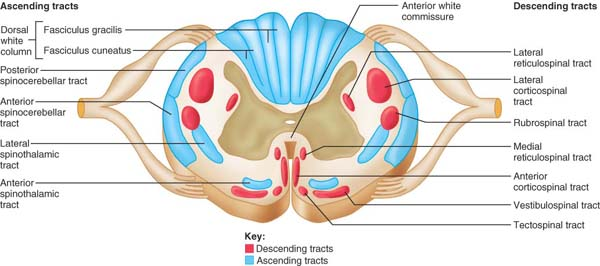 Ascending tracts
Dorsal
white
column
Fasciculus gracilis
Fasciculus cuneatus
Posterior
spinocerebellar tract
Anterior
spinocerebellar
tract
Lateral
spinothalamic
tract
Anterior
spinothalamic
tract
Anterior white
commissure
Descending tracts
Lateral
reticulospinal tract
Lateral
corticospinal
tract
Rubrospinal tract
Medial
reticulospinal tract
Anterior
corticospinal tract
Vestibulospinal tract
Tectospinal tract
Key:
Descending tracts
Ascending tracts